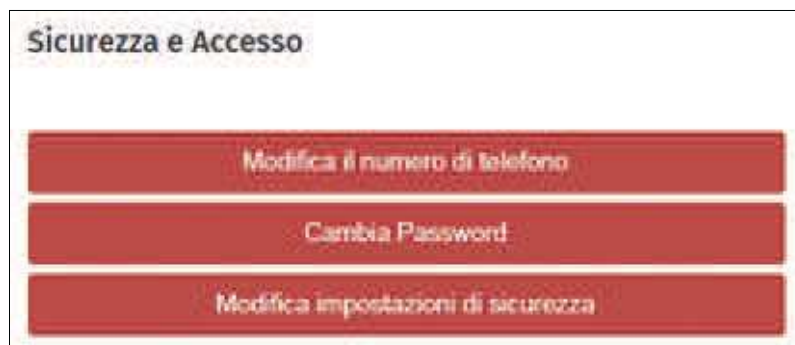 Sicurezza e Accesso
Modifica il numero di telefono
Cambia Password
Modifica impostazioni di sicurezza